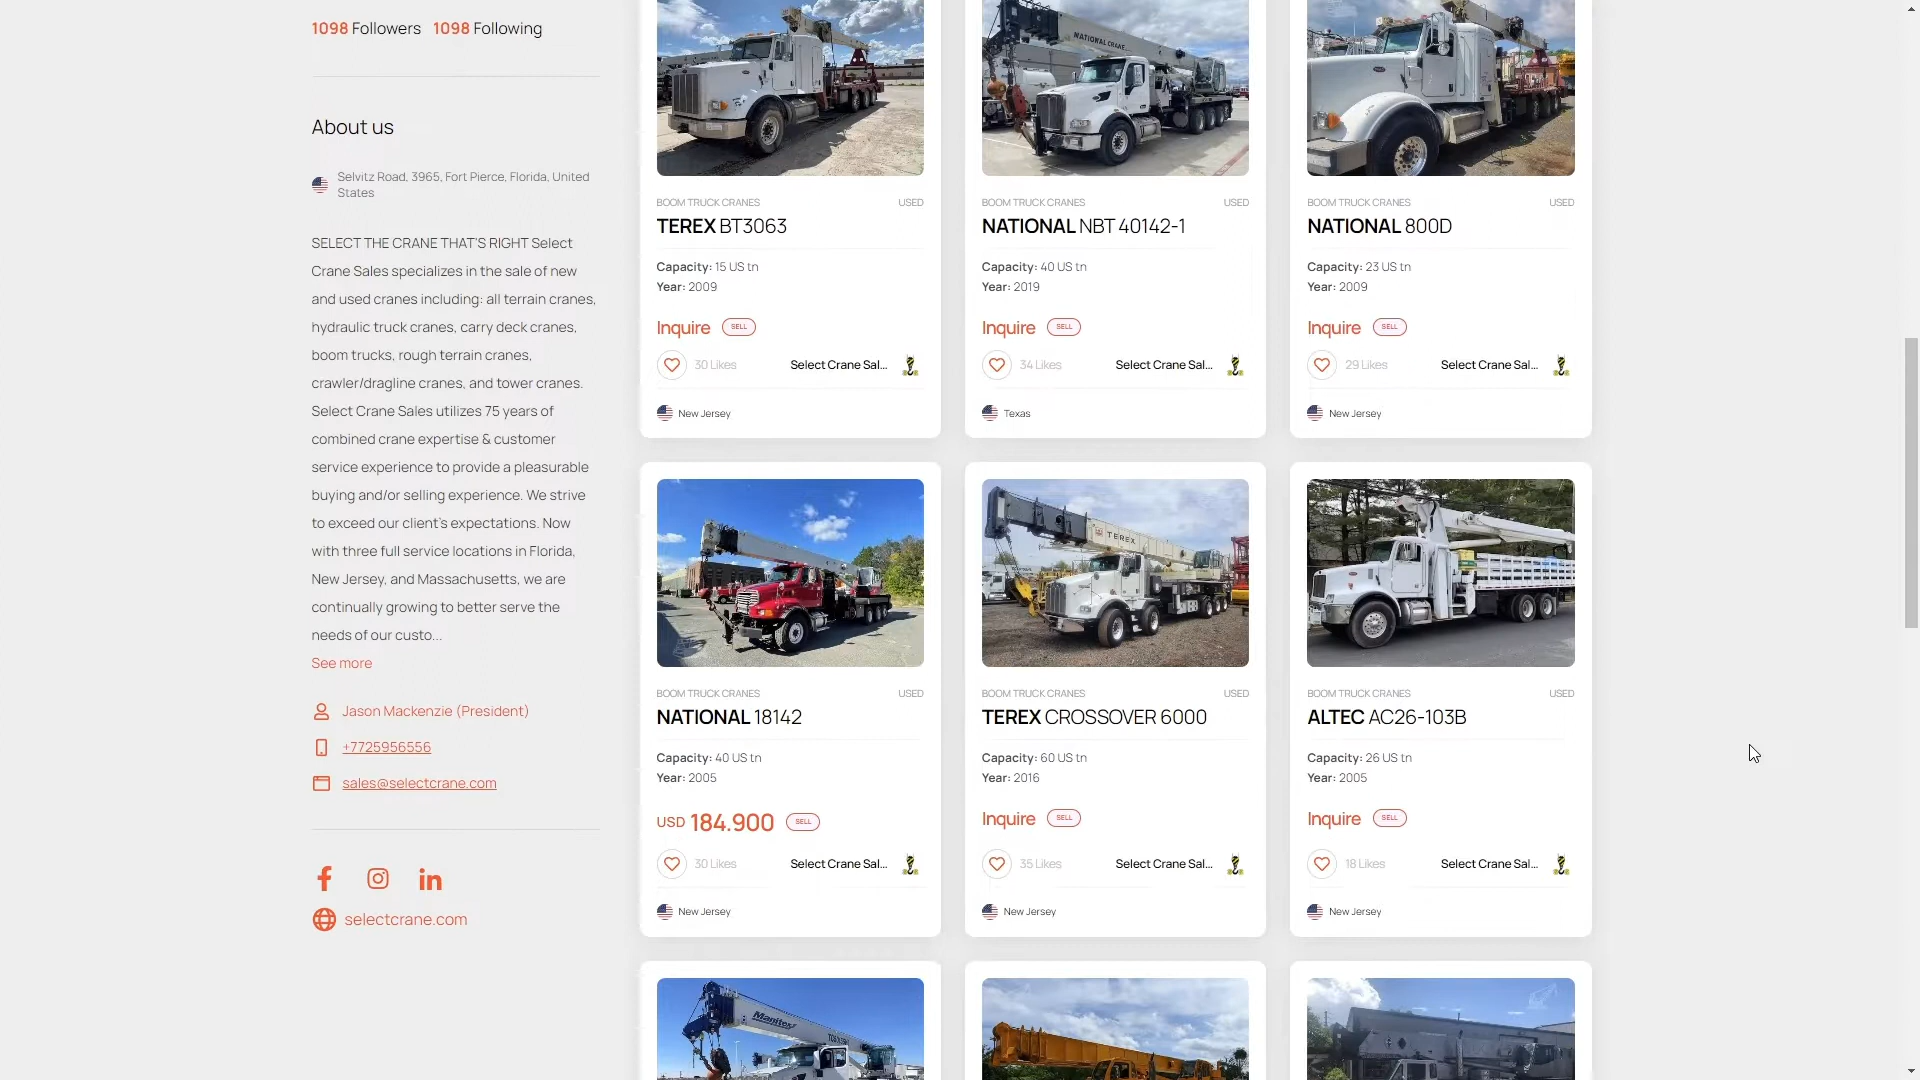 1098 Followers 1098 Following
About us
Selvitz Road, 3965, Fort Pierce, Florida, United
States
SELECT THE CRANE THAT'S RIGHT Select
Crane Sales specializes in the sale of new
and used cranes including: all terrain cranes,
hydraulic truck cranes, carry deck cranes,
boom trucks, rough terrain cranes,
crawler/dragline cranes, and tower cranes.
Select Crane Sales utilizes 75 years of
combined crane expertise & customer
service experience to provide a pleasurable
buying and/or selling experience. We strive
to exceed our client's expectations. Now
with three full service locations in Florida,
New Jersey, and Massachusetts, we are
continually growing to better serve the
needs of our custo...
See more
Jason Mackenzie (President)
+7725956556
sales@selectcrane.com
selectcrane.com
BOOM TRUCK CRANES USED
TEREX BT3063
Capacity: 15 US tn
Year: 2009
Inquire SELL
30 Likes Select Crane Sal...
New Jersey
NATIONAL CRANE
BOOM TRUCK CRANES USED
NATIONAL NBT 40142-1
Capacity: 40 US tn
Year: 2019
Inquire SELL
34 Likes Select Crane Sal...
Texas
BOOM TRUCK CRANES USED
NATIONAL 800D
Capacity: 23 US tn
Year: 2009
Inquire SELL
29 Likes Select Crane Sal...
New Jersey
BOOM TRUCK CRANES USED
NATIONAL 18142
Capacity: 40 US tn
Year: 2005
USD 184.900 SELL
30 Likes Select Crane Sal...
New Jersey
TEREX
BOOM TRUCK CRANES USED
TEREX CROSSOVER 6000
Capacity: 60 US tn
Year: 2016
Inquire SELL
35 Likes Select Crane Sal...
New Jersey
BOOM TRUCK CRANES USED
ALTEC AC26-103B
Capacity: 26 US tn
Year: 2005
Inquire SELL
18 Likes Select Crane Sal...
New Jersey
Manitex